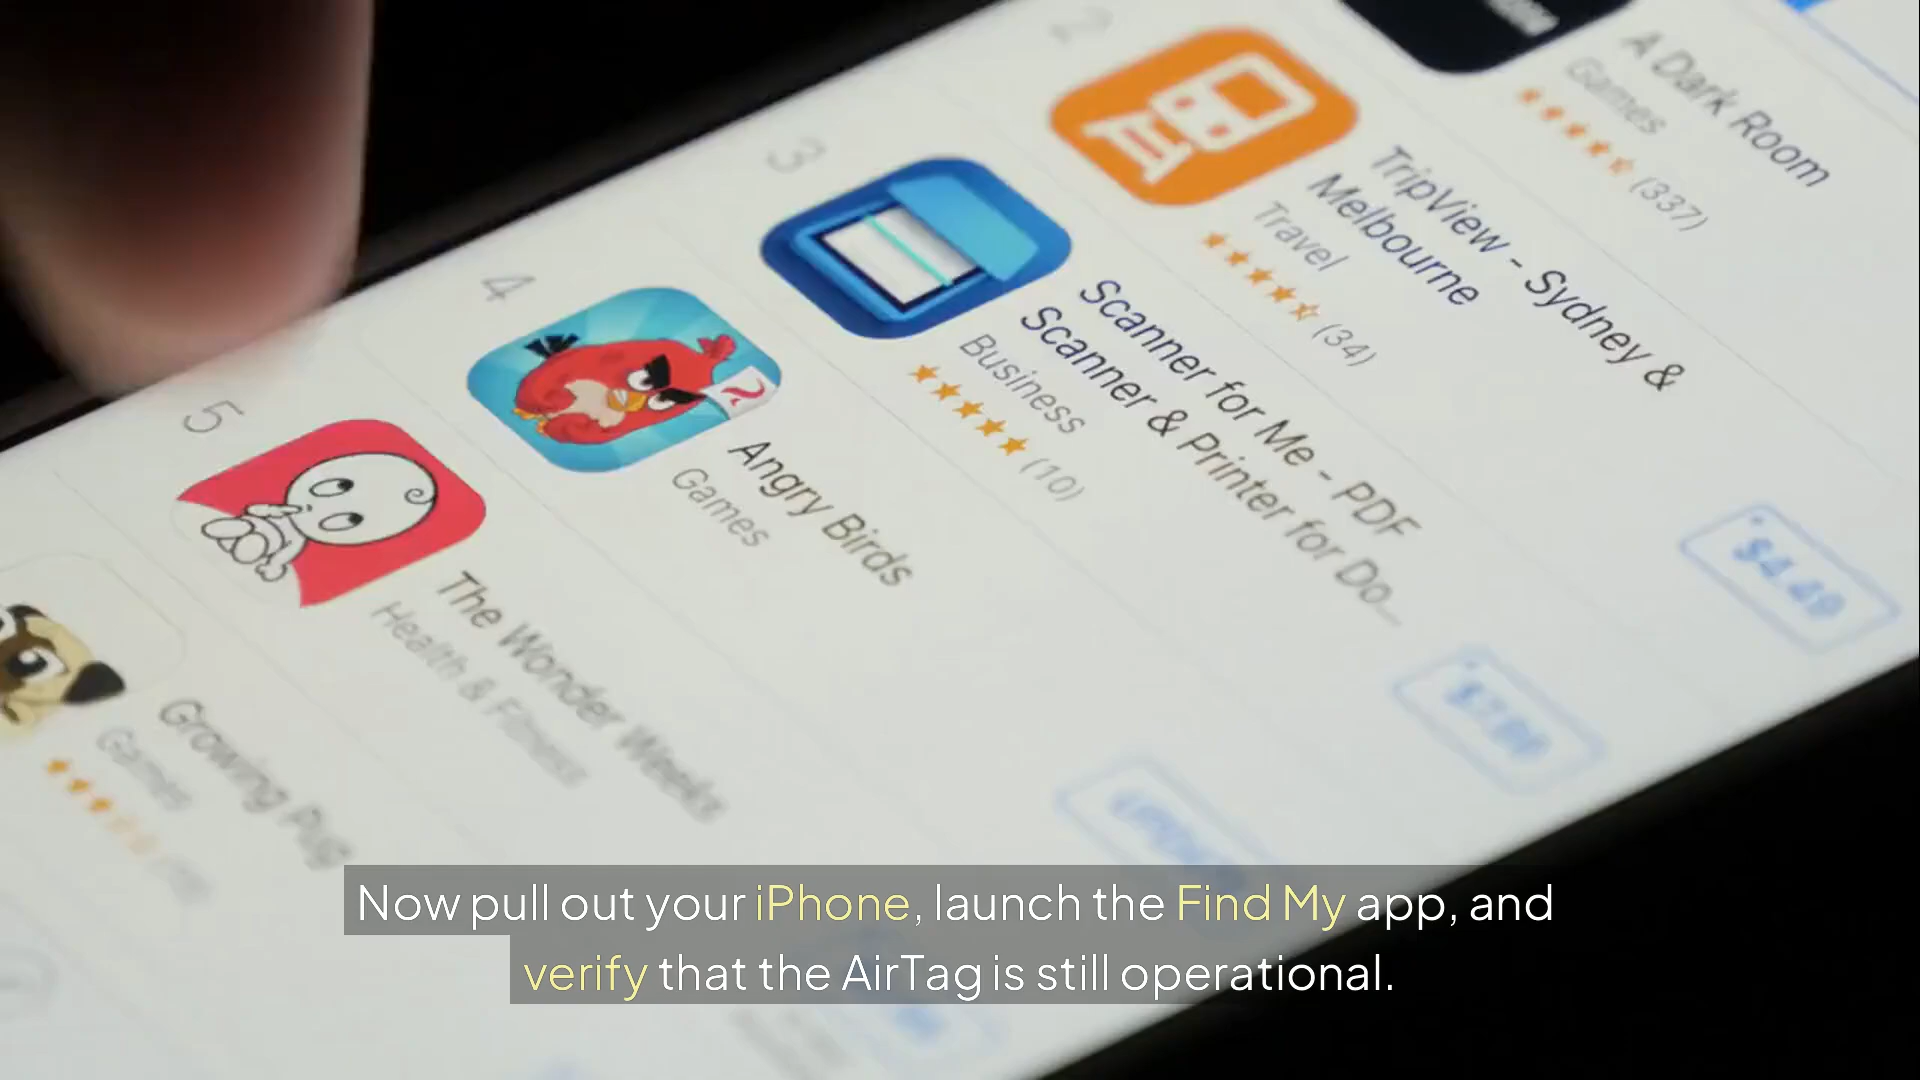 A Dark Room
Games
(337)
2
TripView - Sydney &
Melbourne
Travel
(34)
$4.49
3
Scanner for Me - PDF
Scanner & Printer for Do...
Business
(10)
4
Angry Birds
Games
5
The Wonder Weeks
Health & Fitness
Growing Pug
Games
Now pull out your iPhone, launch the Find My app, and
verify that the AirTag is still operational.